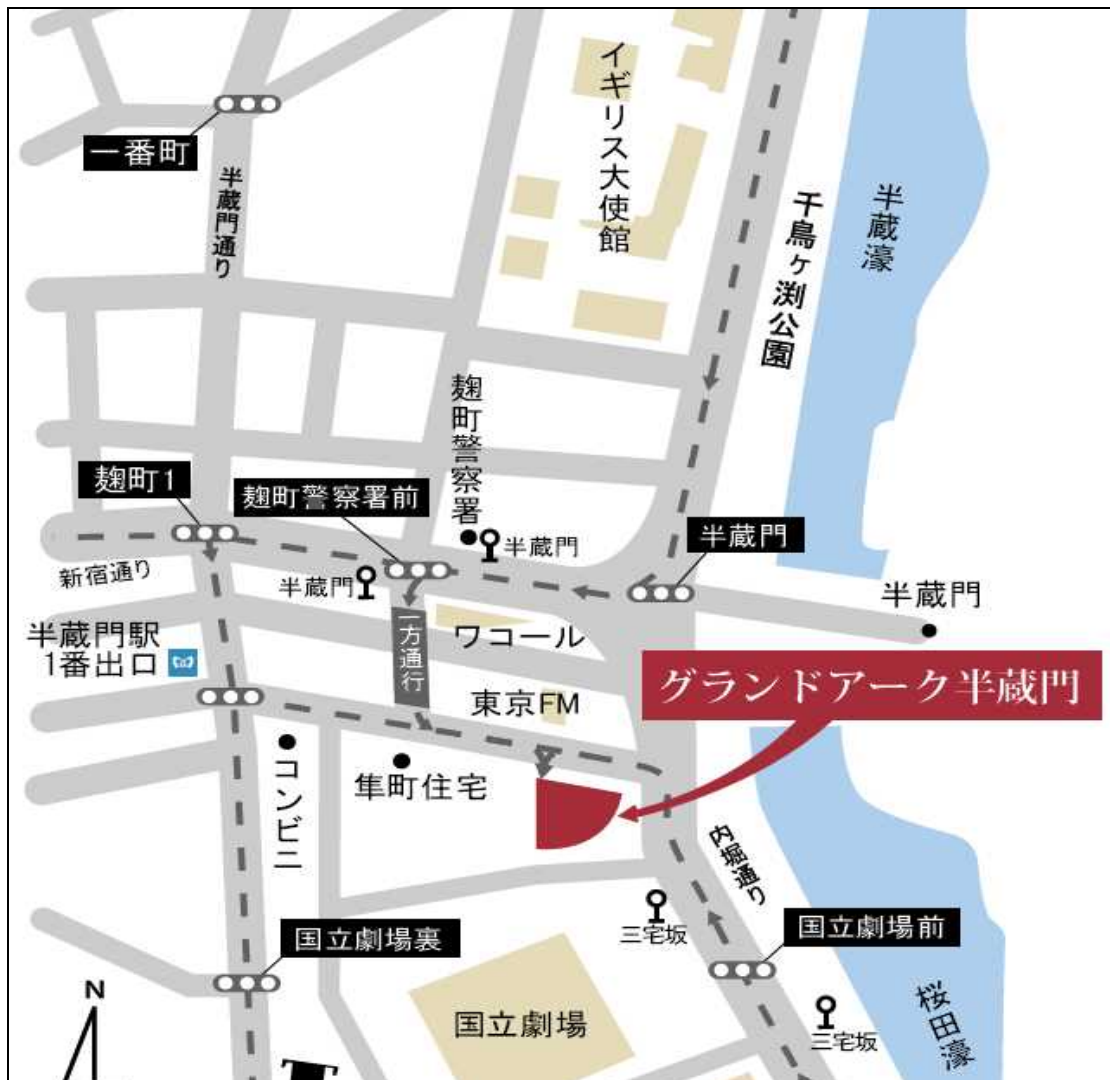 イギリス大使館
一番町
半蔵門通り
千鳥ヶ渕公園
半蔵濠
麹町警察署
麹町1
麹町警察署前
半蔵門
半蔵門
新宿通り
半蔵門
半蔵門
半蔵門駅
1番出口
一方通行
ワコール
グランドアーク半蔵門
東京FM
コンビニ
隼町住宅
内堀通り
三宅坂
国立劇場裏
国立劇場前
N
国立劇場
三宅坂
桜田濠